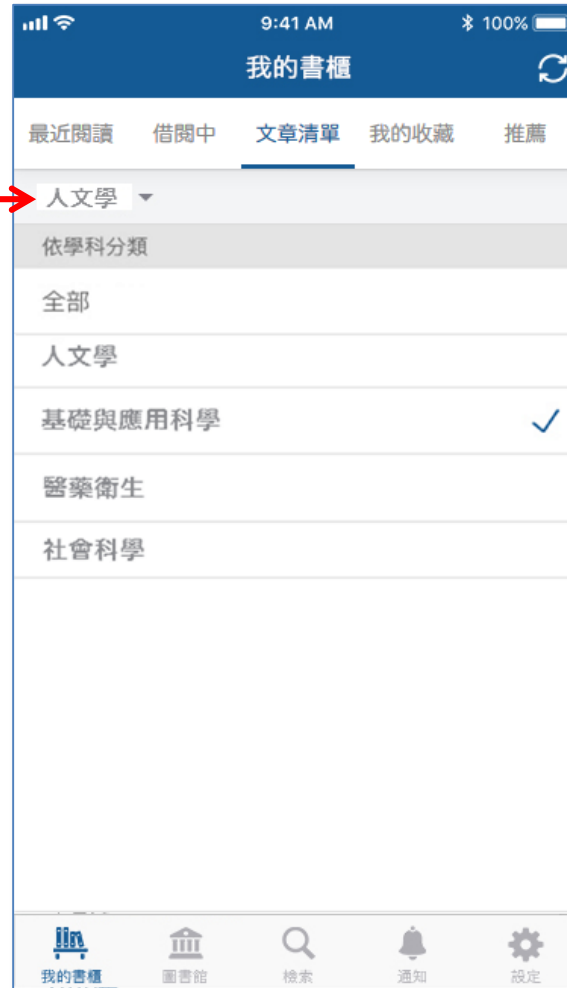 9:41 AM 100%
我的書櫃
最近閱讀 借閱中 文章清單 我的收藏 推薦
人文學
依學科分類
全部
人文學
基礎與應用科學
醫藥衛生
社會科學
我的書櫃 圖書館 檢索 通知 設定